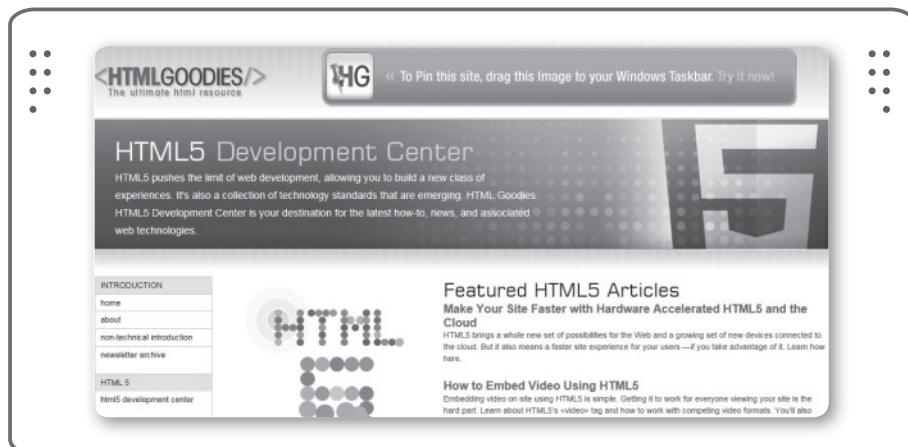 <HTMLGOODIES/>
The ultimate html resource
HG
<< To Pin this site, drag this Image to your Windows Taskbar. Try it now!
HTML5 Development Center
HTML5 pushes the limit of web development, allowing you to build a new class of
experiences. It's also a collection of technology standards that are emerging. HTML Goodies
HTML5 Development Center is your destination for the latest how-to, news, and associated
web technologies.
5
INTRODUCTION
home
about
non-technical introduction
newsletter archive
HTML 5
html5 development center
HTML
5
Featured HTML5 Articles
Make Your Site Faster with Hardware Accelerated HTML5 and the
Cloud
HTML5 brings a whole new set of possibilities for the Web and a growing set of new devices connected to
the cloud. But it also means a faster site experience for your users —if you take advantage of it. Learn how
here.
How to Embed Video Using HTML5
Embedding video on site using HTML5 is simple. Getting it to work for everyone viewing your site is the
hard part. Learn about HTML5's <video> tag and how to work with competing video formats. You'll also